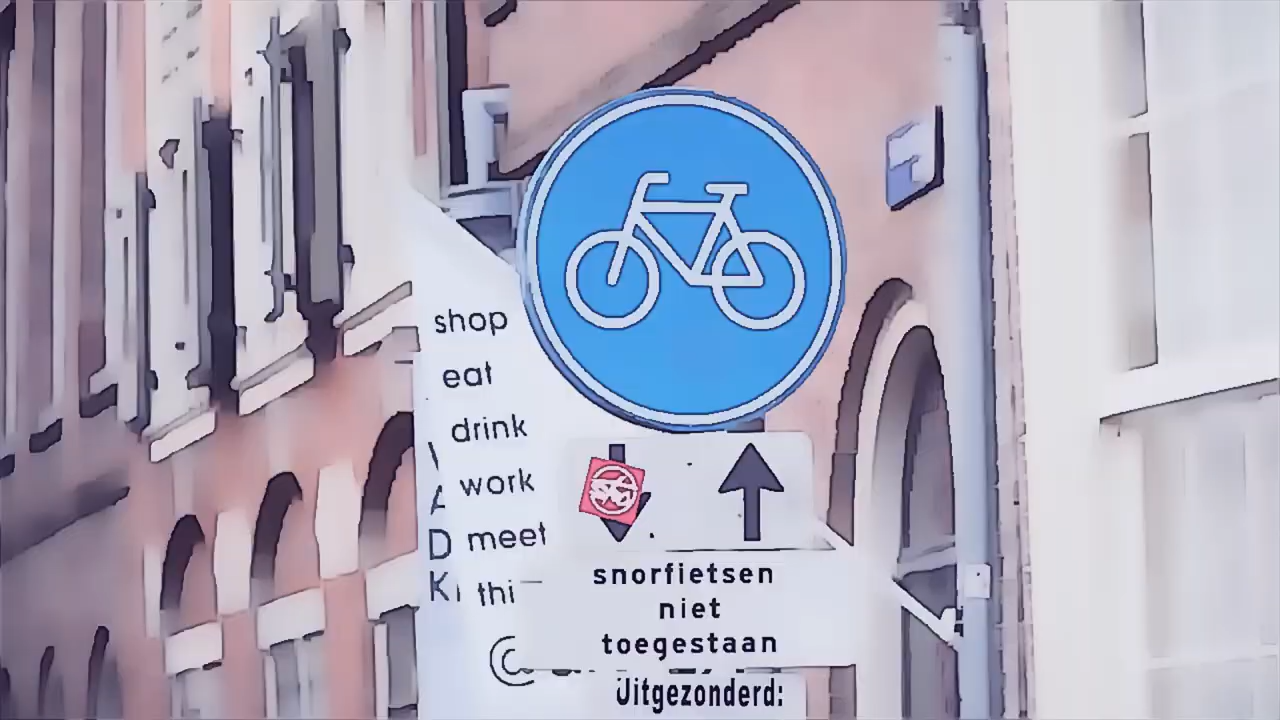 shop
eat
drink
work
meet
snorfietsen
niet
toegestaan
Uitgezonderd: